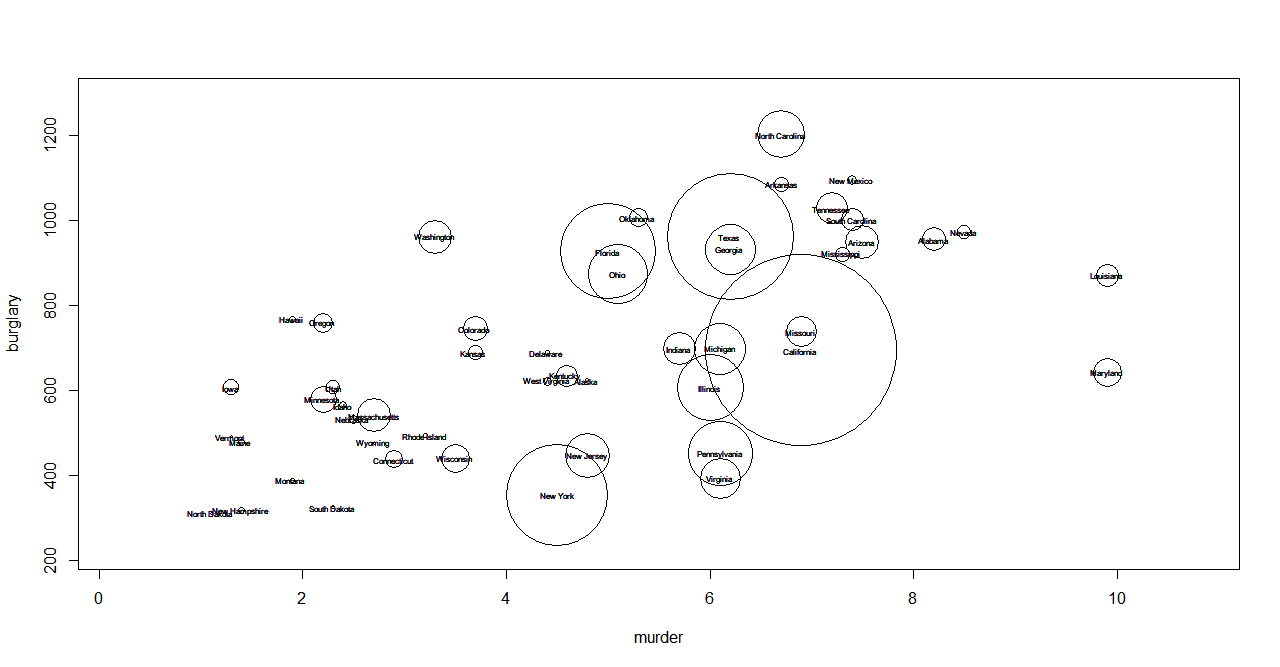 1200
1000
800
600
400
200
burglary
North Carolina
Arkansas
New Mexico
Tennessee
Oklahoma
South Carolina
Nevada
Washington
Texas
Alabama
Arizona
Georgia
Florida
Mississippi
Ohio
Louisiana
Hawaii
Oregon
Colorado
Missouri
Kansas
Delaware
Indiana
Michigan
California
Maryland
Kentucky
West Virginia
Alaska
Iowa
Utah
Illinois
Minnesota
Idaho
Massachusetts
Nebraska
Vermont
Maine
Rhode Island
Wyoming
Connecticut
Wisconsin
New Jersey
Pennsylvania
Montana
Virginia
New York
North Dakota
New Hampshire
South Dakota
0
2
4
6
8
10
murder